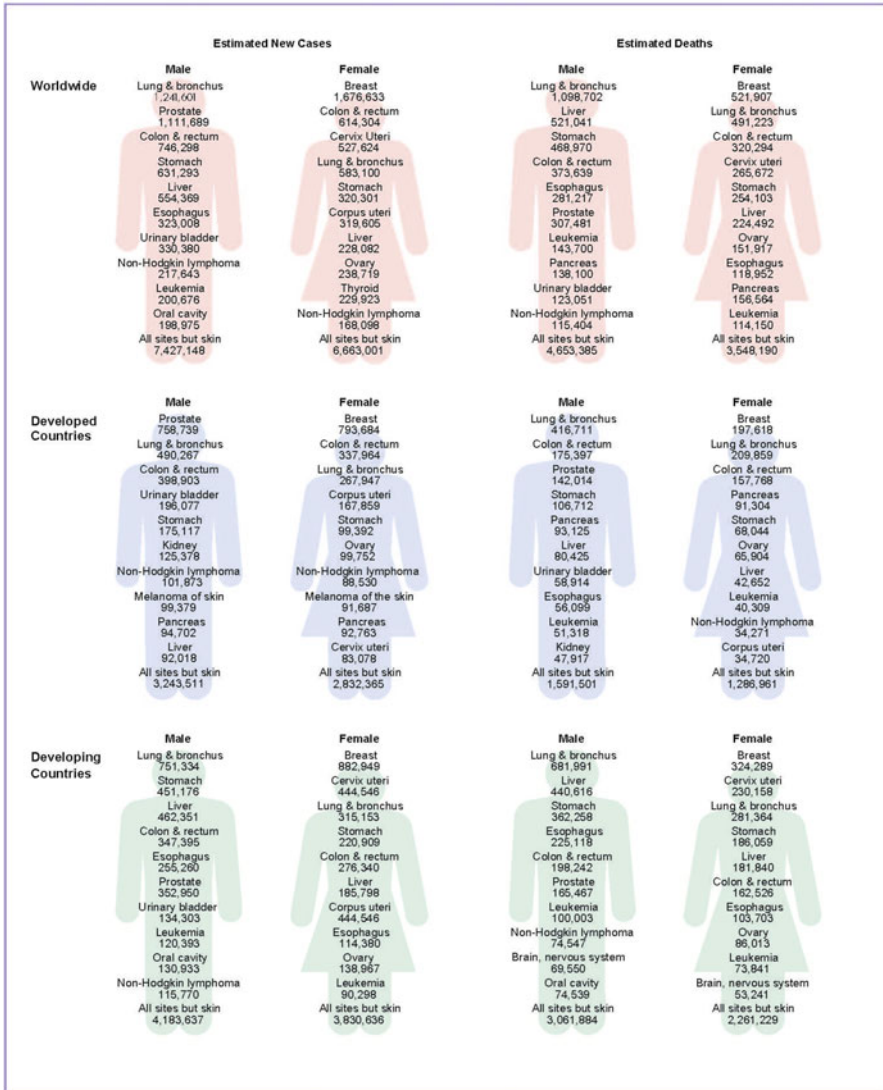 Estimated New Cases Estimated Deaths
Worldwide
Male Female Male Female
Lung & bronchus Breast Lung & bronchus Breast
1,241,601 1,676,633 1,098,702 521,907
Prostate Colon & rectum Liver Lung & bronchus
1,111,689 614,304 521,041 491,223
Colon & rectum Cervix Uteri Stomach Colon & rectum
746,298 527,624 468,970 320,294
Stomach Lung & bronchus Colon & rectum Cervix uteri
631,293 583,100 373,639 265,672
Liver Stomach Esophagus Stomach
554,369 320,301 281,217 254,103
Esophagus Corpus uteri Prostate Liver
323,008 319,605 307,481 224,492
Urinary bladder Liver Leukemia Ovary
330,380 228,082 143,700 151,917
Non-Hodgkin lymphoma Ovary Pancreas Esophagus
217,643 238,719 138,100 118,952
Leukemia Thyroid Urinary bladder Pancreas
200,676 229,923 123,051 156,564
Oral cavity Non-Hodgkin lymphoma Non-Hodgkin lymphoma Leukemia
198,975 168,098 115,404 114,150
All sites but skin All sites but skin All sites but skin All sites but skin
7,427,148 6,663,001 4,653,385 3,548,190
Developed
Countries
Male Female Male Female
Prostate Breast Lung & bronchus Breast
758,739 793,684 416,711 197,618
Lung & bronchus Colon & rectum Colon & rectum Lung & bronchus
490,267 337,964 175,397 209,859
Colon & rectum Lung & bronchus Prostate Colon & rectum
398,903 267,947 142,014 157,768
Urinary bladder Corpus uteri Stomach Pancreas
196,077 167,859 106,712 91,304
Stomach Stomach Pancreas Stomach
175,117 99,392 93,125 68,044
Kidney Ovary Liver Ovary
125,378 99,752 80,425 65,904
Non-Hodgkin lymphoma Non-Hodgkin lymphoma Urinary bladder Liver
101,873 88,530 58,914 42,652
Melanoma of skin Melanoma of the skin Esophagus Leukemia
99,379 91,687 56,099 40,309
Pancreas Pancreas Leukemia Non-Hodgkin lymphoma
94,702 92,763 51,318 34,271
Liver Cervix uteri Kidney Corpus uteri
92,018 83,078 47,917 34,720
All sites but skin All sites but skin All sites but skin All sites but skin
3,243,511 2,832,365 1,591,501 1,286,961
Developing
Countries
Male Female Male Female
Lung & bronchus Breast Lung & bronchus Breast
751,334 882,949 681,991 324,289
Stomach Cervix uteri Liver Cervix uteri
451,176 444,546 440,616 230,158
Liver Lung & bronchus Stomach Lung & bronchus
462,351 315,153 362,258 281,364
Colon & rectum Stomach Esophagus Stomach
347,395 220,909 225,118 186,059
Esophagus Colon & rectum Colon & rectum Liver
255,260 276,340 198,242 181,840
Prostate Liver Prostate Colon & rectum
352,950 185,798 165,467 162,526
Urinary bladder Corpus uteri Leukemia Esophagus
134,303 444,546 100,003 103,703
Leukemia Esophagus Non-Hodgkin lymphoma Ovary
120,393 114,380 74,547 86,013
Oral cavity Ovary Brain, nervous system Leukemia
130,933 138,967 69,550 73,841
Non-Hodgkin lymphoma Leukemia Oral cavity Brain, nervous system
115,770 90,298 74,539 53,241
All sites but skin All sites but skin All sites but skin All sites but skin
4,183,637 3,830,636 3,061,884 2,261,229